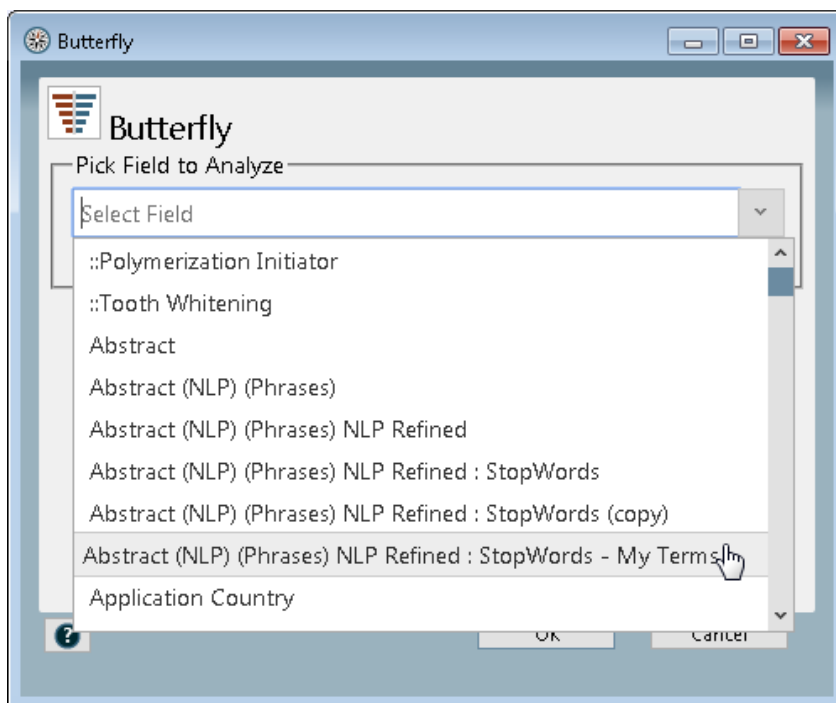 Butterfly
Butterfly
Pick Field to Analyze
Select Field
::Polymerization Initiator
::Tooth Whitening
Abstract
Abstract (NLP) (Phrases)
Abstract (NLP) (Phrases) NLP Refined
Abstract (NLP) (Phrases) NLP Refined : StopWords
Abstract (NLP) (Phrases) NLP Refined : StopWords (copy)
Abstract (NLP) (Phrases) NLP Refined : StopWords - My Terms
Application Country
? OK Cancel